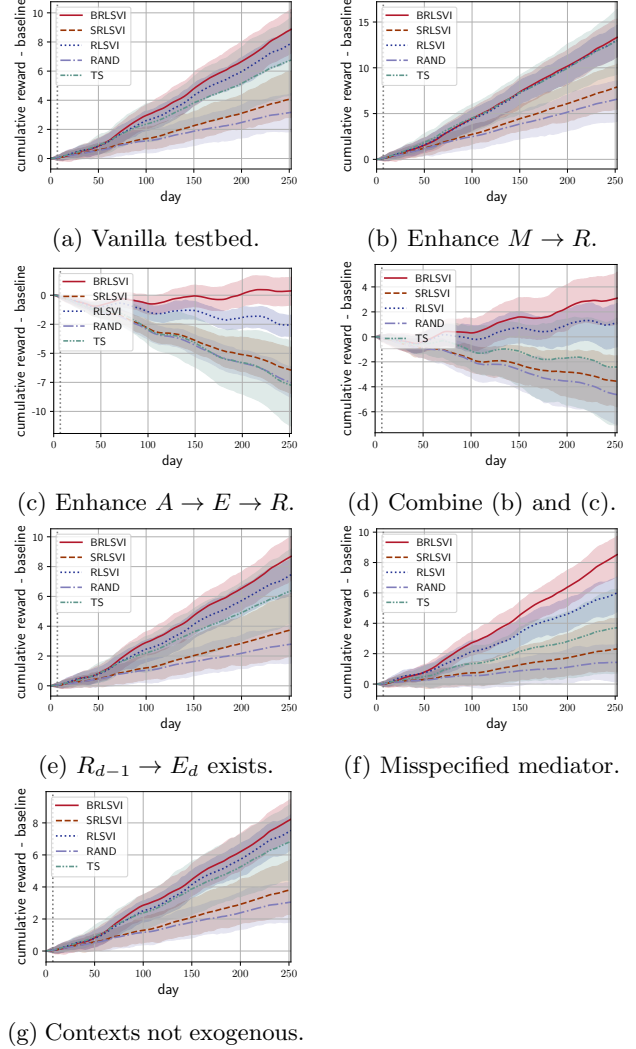 cumulative reward - baseline
10
8
6
4
2
0
BRLSVI
SRLSVI
RLSVI
RAND
TS
0 50 100 150 200 250
day
(a) Vanilla testbed.
cumulative reward - baseline
15
10
5
0
BRLSVI
SRLSVI
RLSVI
RAND
TS
0 50 100 150 200 250
day
(b) Enhance M → R.
cumulative reward - baseline
0
-2
-5
-7
-10
BRLSVI
SRLSVI
RLSVI
RAND
TS
0 50 100 150 200 250
day
(c) Enhance A → E → R.
cumulative reward - baseline
4
2
0
-2
-4
-6
BRLSVI
SRLSVI
RLSVI
RAND
TS
0 50 100 150 200 250
day
(d) Combine (b) and (c).
cumulative reward - baseline
10
8
6
4
2
0
BRLSVI
SRLSVI
RLSVI
RAND
TS
0 50 100 150 200 250
day
(e) R_{d−1} → E_d exists.
cumulative reward - baseline
10
8
6
4
2
0
BRLSVI
SRLSVI
RLSVI
RAND
TS
0 50 100 150 200 250
day
(f) Misspecified mediator.
cumulative reward - baseline
8
6
4
2
0
BRLSVI
SRLSVI
RLSVI
RAND
TS
0 50 100 150 200 250
day
(g) Contexts not exogenous.